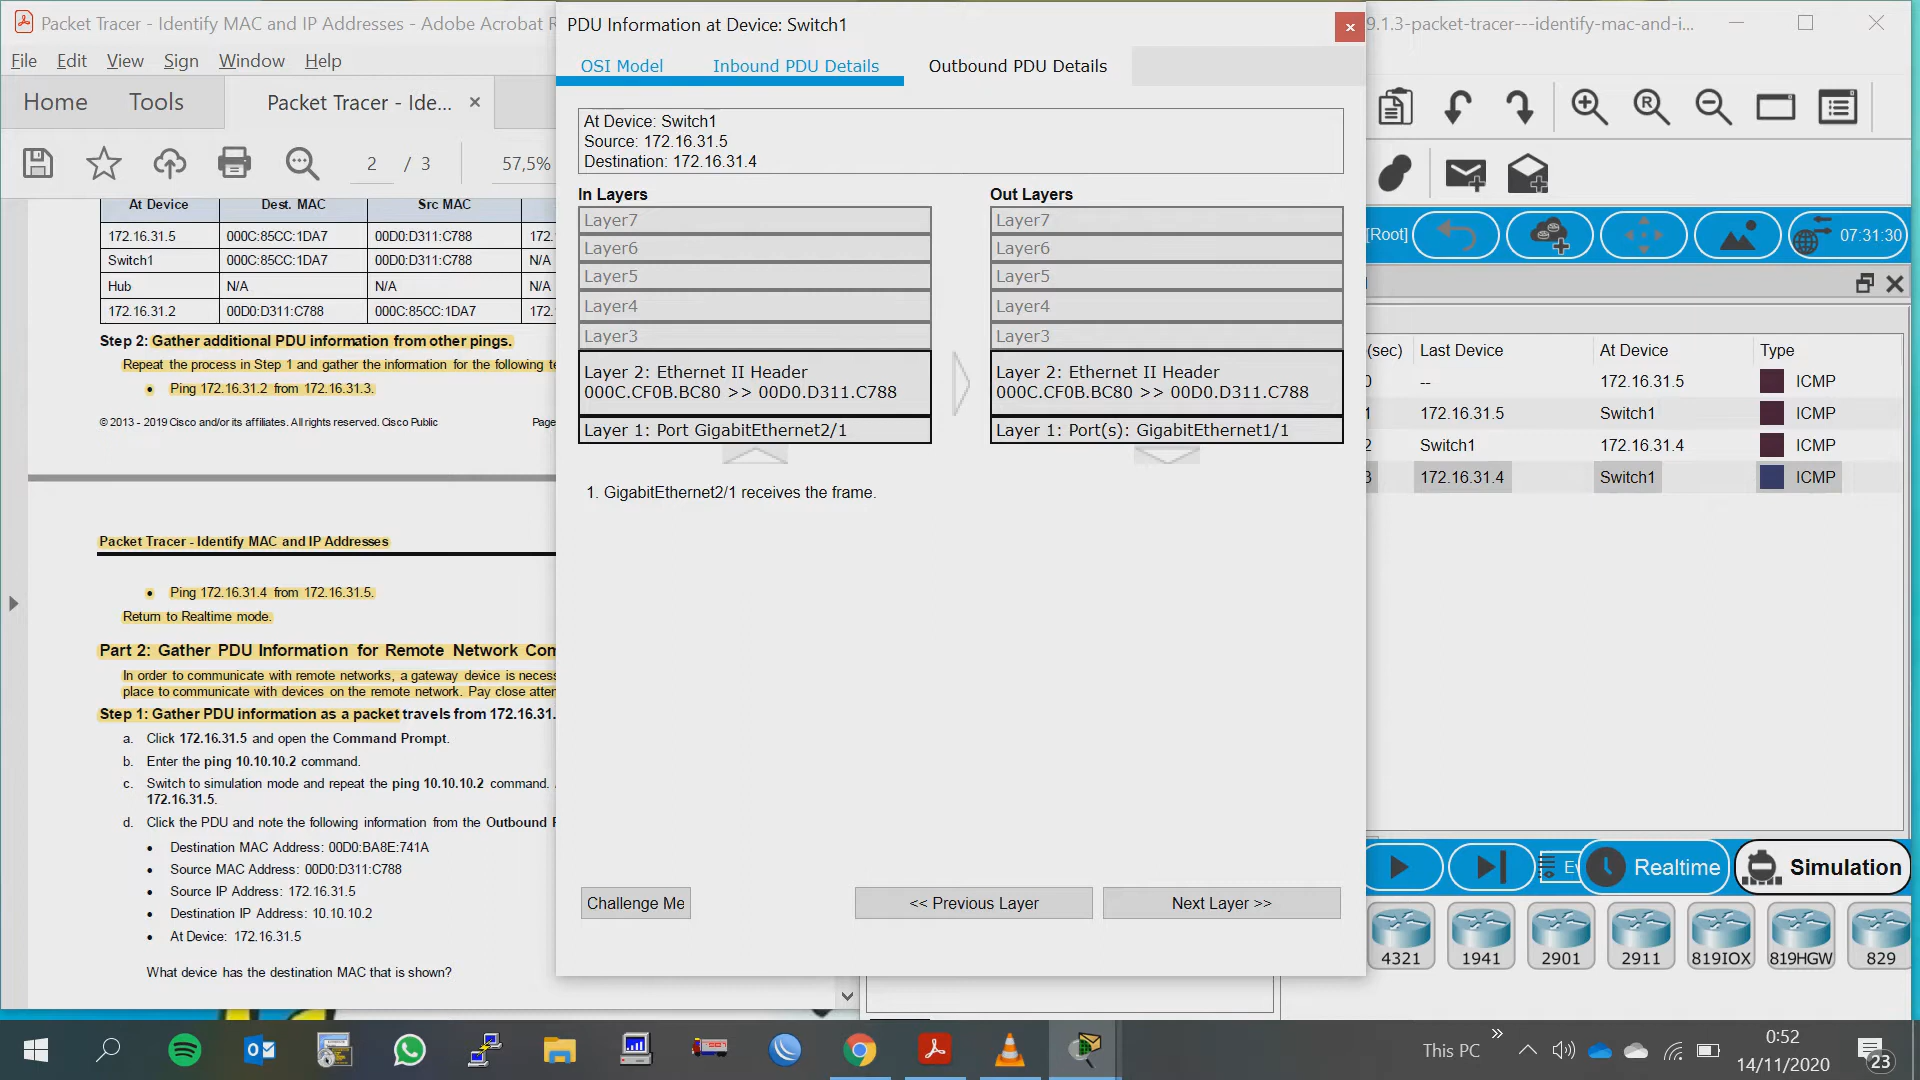 Packet Tracer - Identify MAC and IP Addresses - Adobe Acrobat R
File Edit View Sign Window Help
Home Tools Packet Tracer - Ide... ×
2 / 3 57,5%
At Device Dest. MAC Src MAC
172.16.31.5 000C:85CC:1DA7 00D0:D311:C788 172.
Switch1 000C:85CC:1DA7 00D0:D311:C788 N/A
Hub N/A N/A N/A
172.16.31.2 00D0:D311:C788 000C:85CC:1DA7 172.
Step 2: Gather additional PDU information from other pings.
Repeat the process in Step 1 and gather the information for the following te
• Ping 172.16.31.2 from 172.16.31.3.
© 2013 - 2019 Cisco and/or its affiliates. All rights reserved. Cisco Public Page
Packet Tracer - Identify MAC and IP Addresses
• Ping 172.16.31.4 from 172.16.31.5.
Return to Realtime mode.
Part 2: Gather PDU Information for Remote Network Com
In order to communicate with remote networks, a gateway device is necess
place to communicate with devices on the remote network. Pay close atten
Step 1: Gather PDU information as a packet travels from 172.16.31.
a. Click 172.16.31.5 and open the Command Prompt.
b. Enter the ping 10.10.10.2 command.
c. Switch to simulation mode and repeat the ping 10.10.10.2 command.
172.16.31.5.
d. Click the PDU and note the following information from the Outbound P
• Destination MAC Address: 00D0:BA8E:741A
• Source MAC Address: 00D0:D311:C788
• Source IP Address: 172.16.31.5
• Destination IP Address: 10.10.10.2
• At Device: 172.16.31.5
What device has the destination MAC that is shown?
PDU Information at Device: Switch1
OSI Model Inbound PDU Details Outbound PDU Details
At Device: Switch1
Source: 172.16.31.5
Destination: 172.16.31.4
In Layers
Layer7
Layer6
Layer5
Layer4
Layer3
Layer 2: Ethernet II Header
000C.CF0B.BC80 >> 00D0.D311.C788
Layer 1: Port GigabitEthernet2/1
Out Layers
Layer7
Layer6
Layer5
Layer4
Layer3
Layer 2: Ethernet II Header
000C.CF0B.BC80 >> 00D0.D311.C788
Layer 1: Port(s): GigabitEthernet1/1
1. GigabitEthernet2/1 receives the frame.
Challenge Me << Previous Layer Next Layer >>
9.1.3-packet-tracer---identify-mac-and-i...
[Root] 07:31:30
(sec) Last Device At Device Type
0 -- 172.16.31.5 ICMP
1 172.16.31.5 Switch1 ICMP
2 Switch1 172.16.31.4 ICMP
3 172.16.31.4 Switch1 ICMP
Ev Realtime Simulation
4321 1941 2901 2911 819IOX 819HGW 829
This PC
0:52
14/11/2020
23